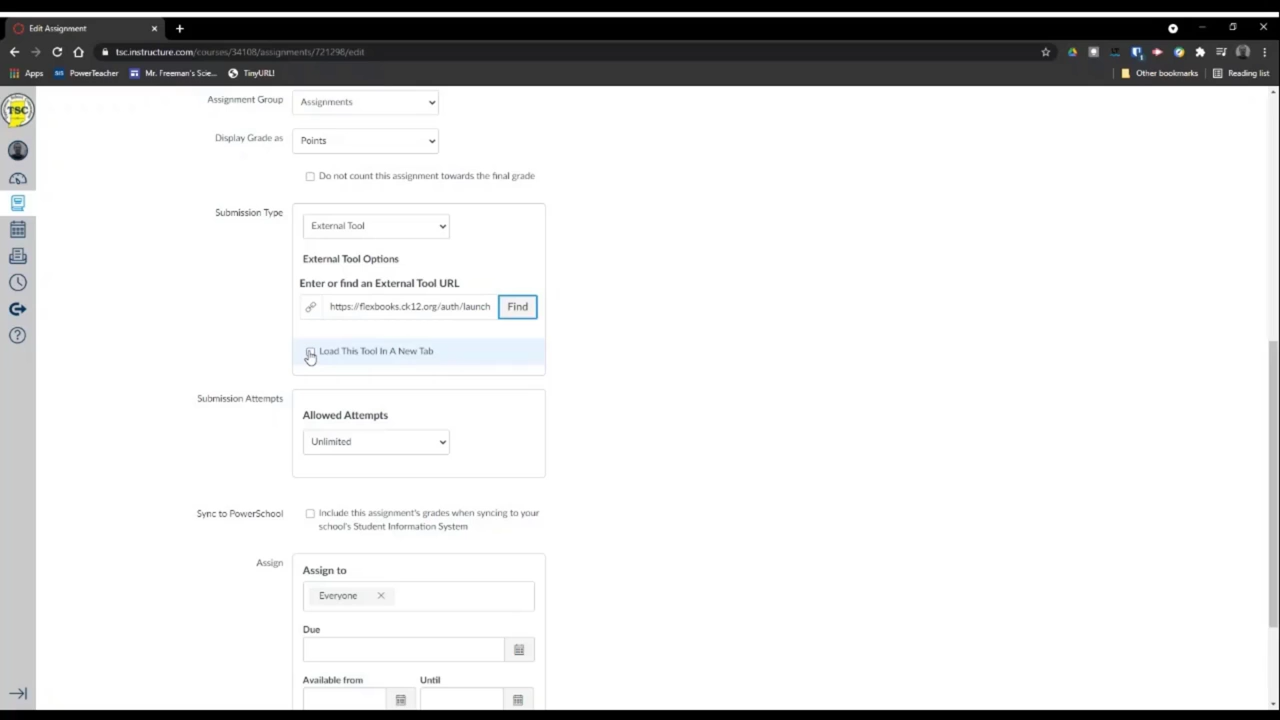 Edit Assignment
tsc.instructure.com/courses/34108/assignments/721298/edit
Apps
SIS PowerTeacher
Mr. Freeman's Scie...
TinyURL!
Other bookmarks
Reading list
TSC
Assignment Group
Assignments
Display Grade as
Points
Do not count this assignment towards the final grade
Submission Type
External Tool
External Tool Options
Enter or find an External Tool URL
https://flexbooks.ck12.org/auth/launch
Find
Load This Tool In A New Tab
Submission Attempts
Allowed Attempts
Unlimited
Sync to PowerSchool
Include this assignment's grades when syncing to your
school's Student Information System
Assign
Assign to
Everyone
Due
Available from
Until